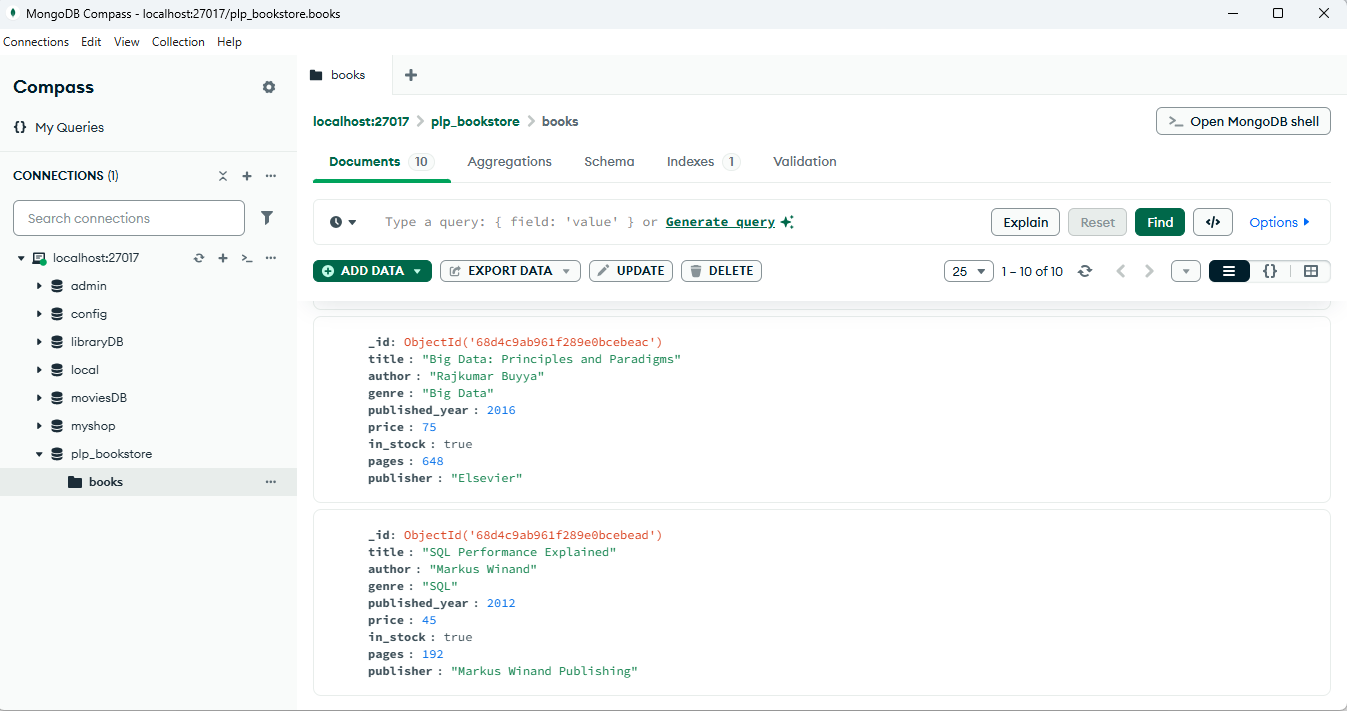 MongoDB Compass - localhost:27017/plp_bookstore.books
Connections Edit View Collection Help
Compass
My Queries
CONNECTIONS (1)
Search connections
localhost:27017
admin
config
libraryDB
local
moviesDB
myshop
plp_bookstore
books
books
localhost:27017 > plp_bookstore > books
>_ Open MongoDB shell
Documents 10 Aggregations Schema Indexes 1 Validation
Type a query: { field: 'value' } or Generate query
Explain Reset Find </> Options
ADD DATA EXPORT DATA UPDATE DELETE
25 1 – 10 of 10 {}
_id: ObjectId('68d4c9ab961f289e0bcebeac')
title : "Big Data: Principles and Paradigms"
author : "Rajkumar Buyya"
genre : "Big Data"
published_year : 2016
price : 75
in_stock : true
pages : 648
publisher : "Elsevier"
_id: ObjectId('68d4c9ab961f289e0bcebead')
title : "SQL Performance Explained"
author : "Markus Winand"
genre : "SQL"
published_year : 2012
price : 45
in_stock : true
pages : 192
publisher : "Markus Winand Publishing"